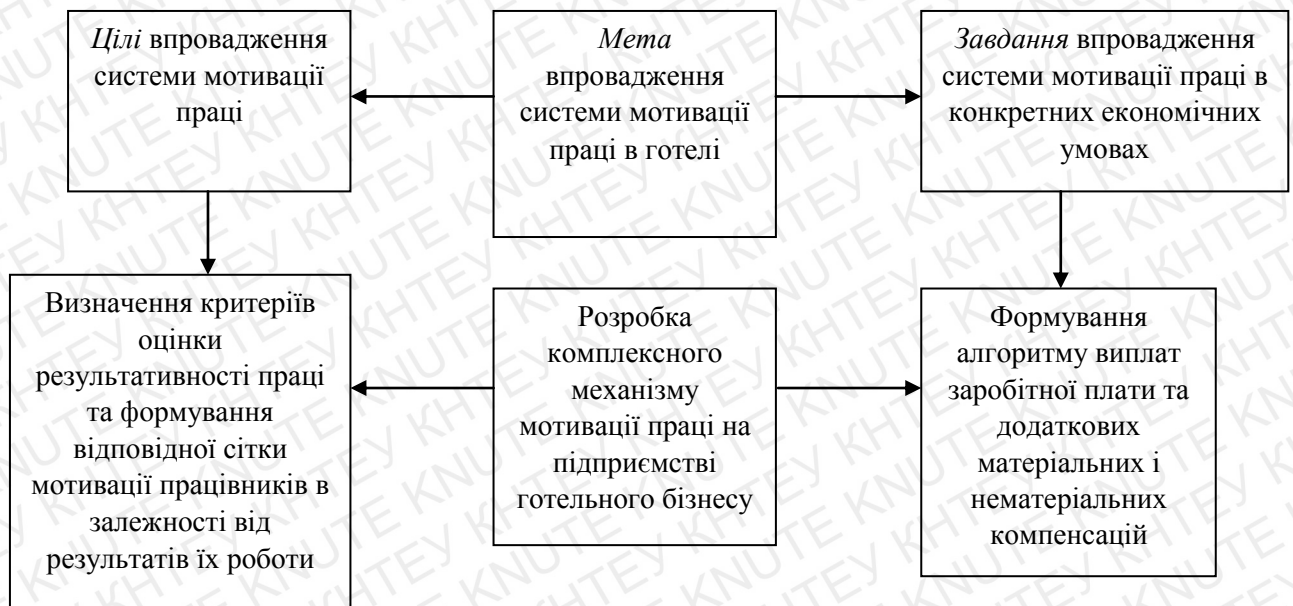 Цілі впровадження
системи мотивації
праці
Мета
впровадження
системи мотивації
праці в готелі
Завдання впровадження
системи мотивації праці в
конкретних економічних
умовах
Визначення критеріїв
оцінки
результативності праці
та формування
відповідної сітки
мотивації працівників в
залежності від
результатів їх роботи
Розробка
комплексного
механізму
мотивації праці на
підприємстві
готельного бізнесу
Формування
алгоритму виплат
заробітної плати та
додаткових
матеріальних і
нематеріальних
компенсацій